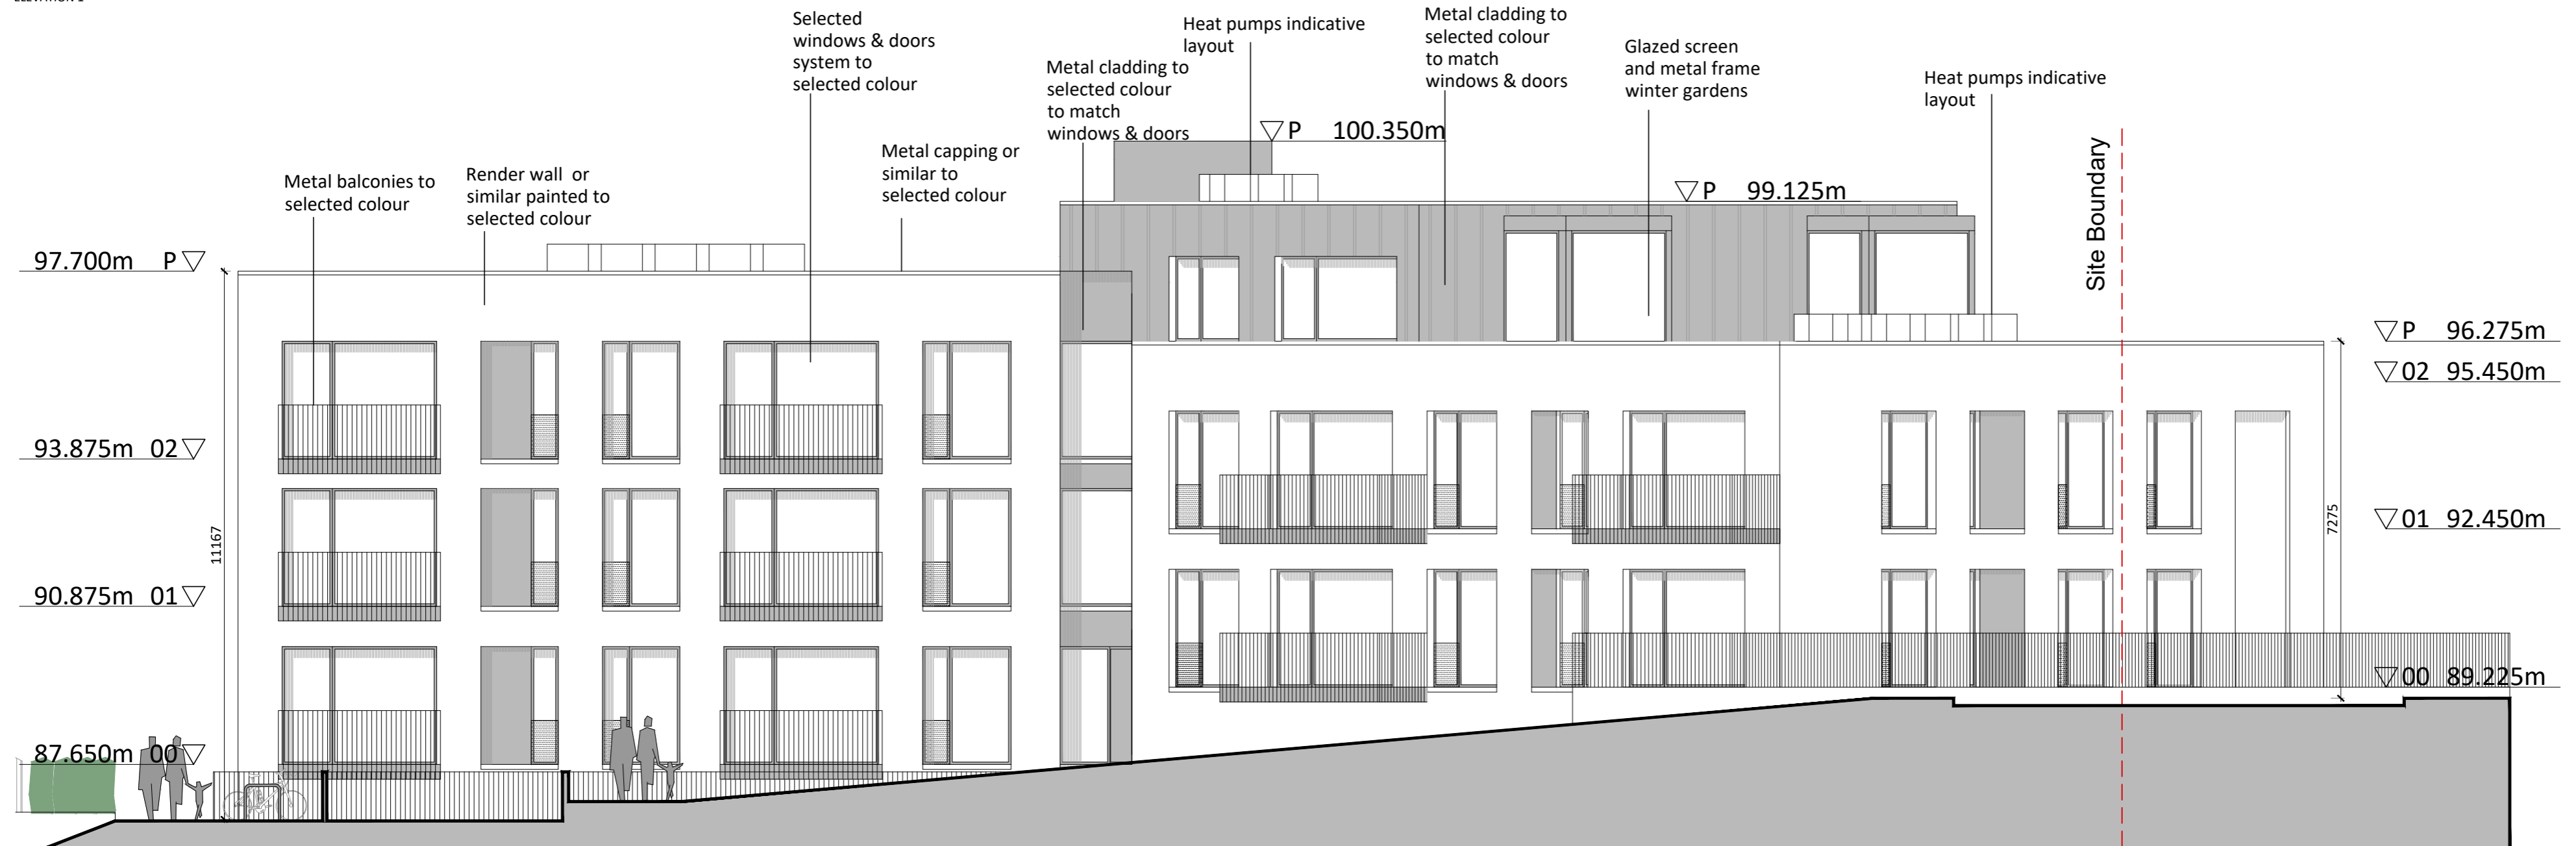 ELEVATION 1
Selected
windows & doors
system to
selected colour
Heat pumps indicative
layout
Metal cladding to
selected colour
to match
windows & doors
Metal cladding to
selected colour
to match
windows & doors
Glazed screen
and metal frame
winter gardens
Heat pumps indicative
layout
Metal balconies to
selected colour
Render wall or
similar painted to
selected colour
Metal capping or
similar to
selected colour
P 100.350m
P 99.125m
Site Boundary
97.700m P
93.875m 02
90.875m 01
87.650m 00
11167
P 96.275m
02 95.450m
01 92.450m
00 89.225m
7275